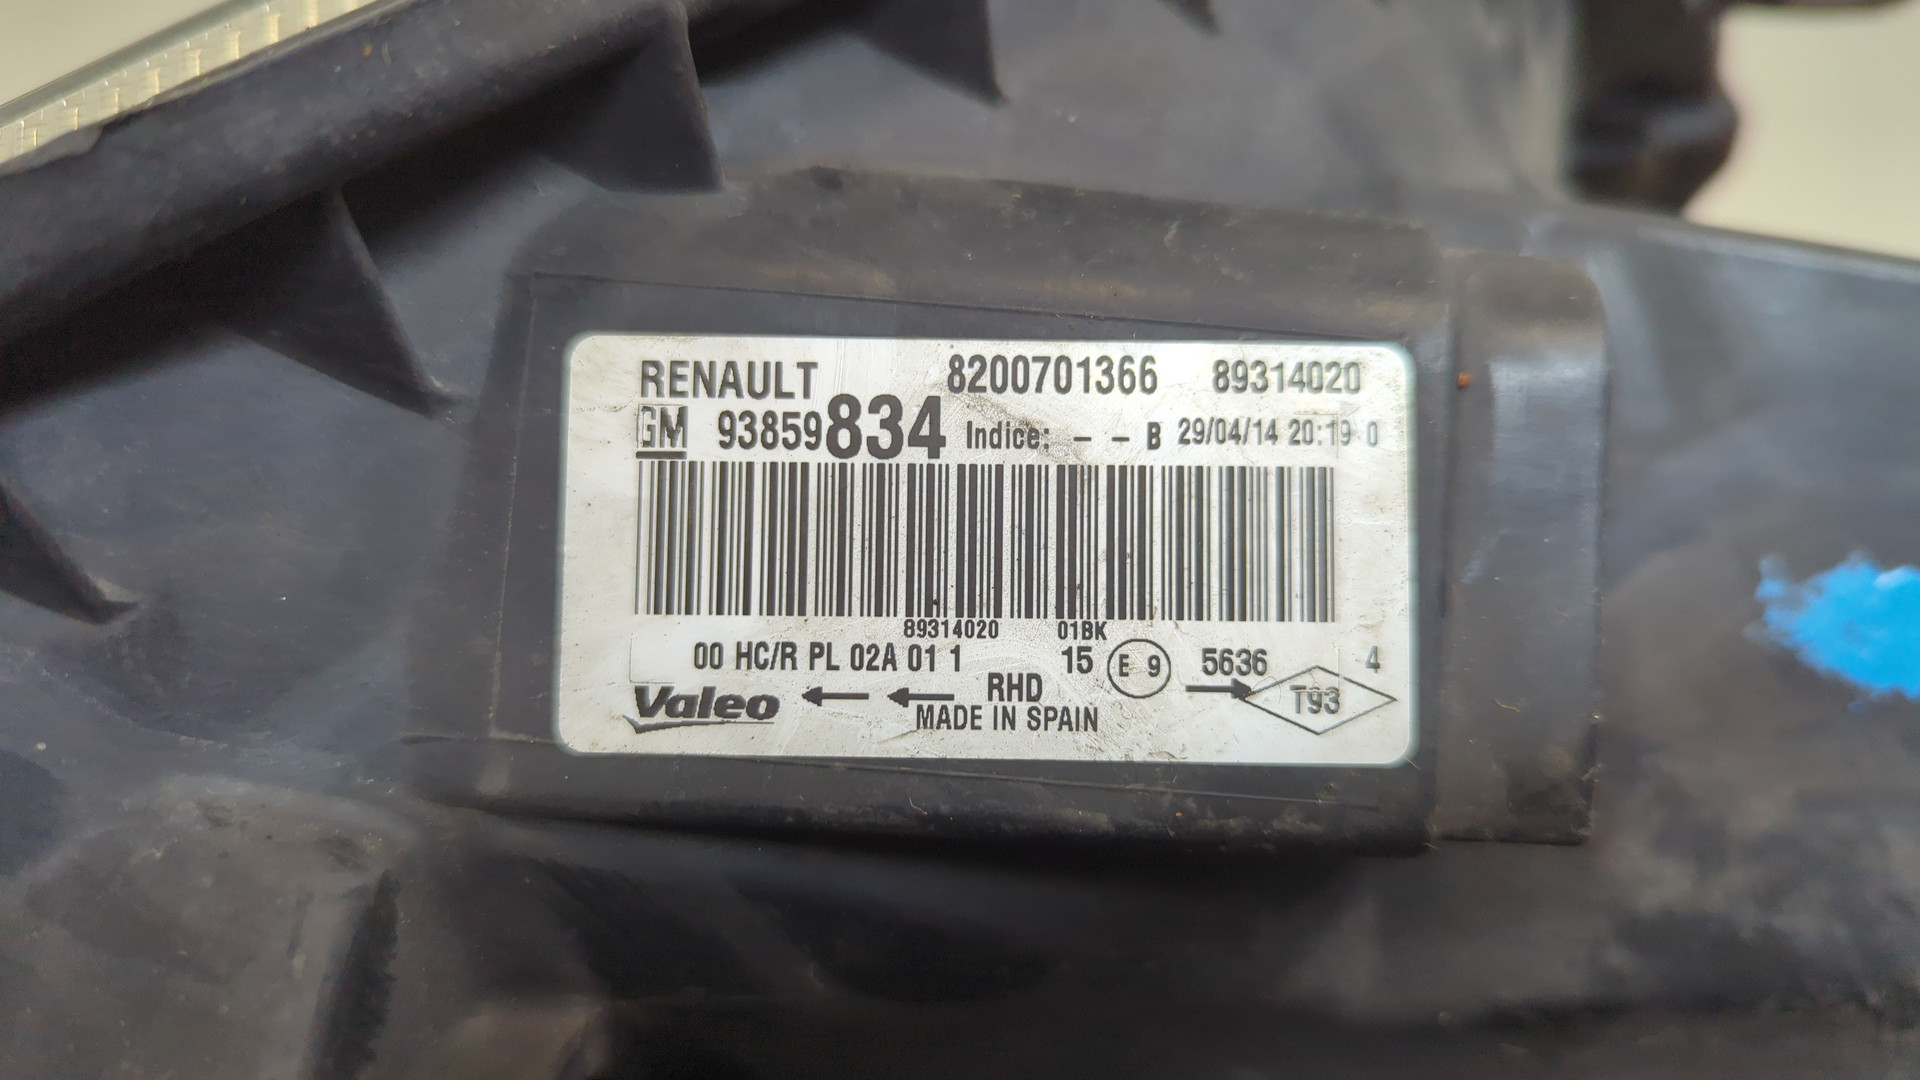 RENAULT 8200701366 89314020
GM 93859834 Indice: - - B 29/04/14 20:19 0
89314020 01BK
00 HC/R PL 02A 01 1 15 E 9 5636 4
Valeo ← ← RHD → T93
MADE IN SPAIN